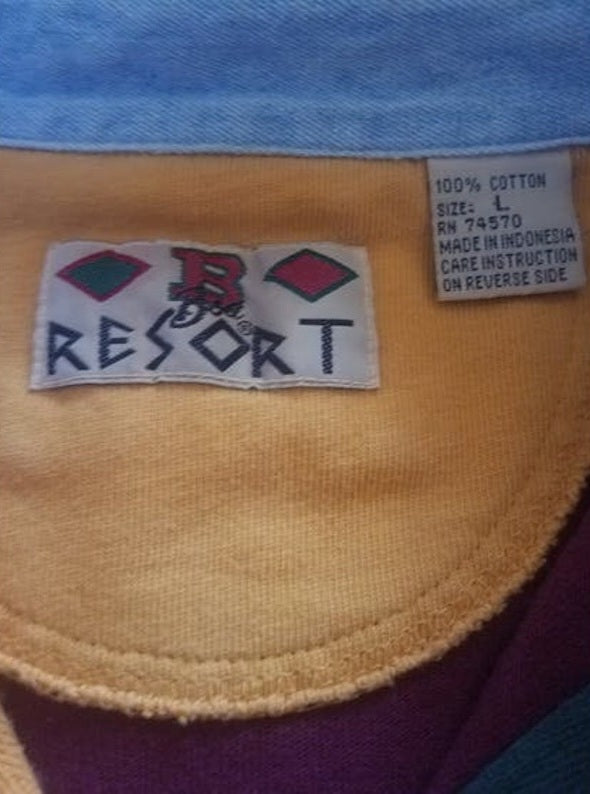 B
RESORT
100% COTTON
SIZE: L
RN 74570
MADE IN INDONESIA
CARE INSTRUCTION
ON REVERSE SIDE